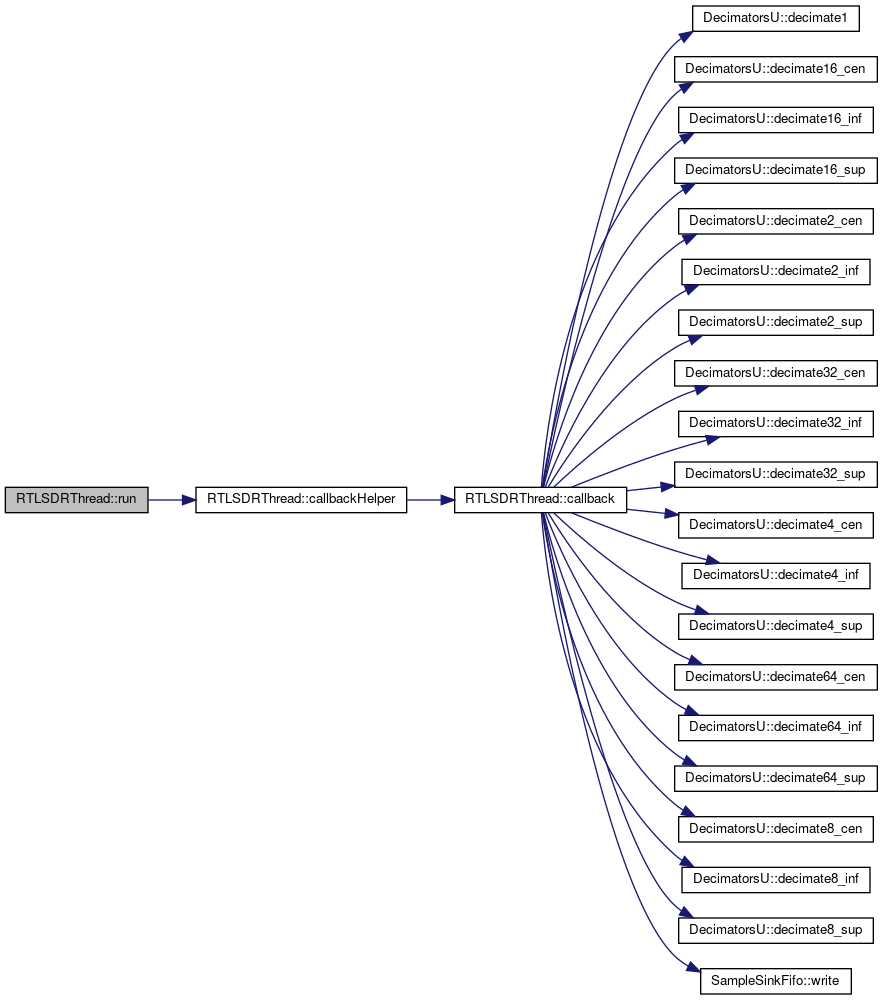 RTLSDRThread::run
RTLSDRThread::callbackHelper
RTLSDRThread::callback
DecimatorsU::decimate1
DecimatorsU::decimate16_cen
DecimatorsU::decimate16_inf
DecimatorsU::decimate16_sup
DecimatorsU::decimate2_cen
DecimatorsU::decimate2_inf
DecimatorsU::decimate2_sup
DecimatorsU::decimate32_cen
DecimatorsU::decimate32_inf
DecimatorsU::decimate32_sup
DecimatorsU::decimate4_cen
DecimatorsU::decimate4_inf
DecimatorsU::decimate4_sup
DecimatorsU::decimate64_cen
DecimatorsU::decimate64_inf
DecimatorsU::decimate64_sup
DecimatorsU::decimate8_cen
DecimatorsU::decimate8_inf
DecimatorsU::decimate8_sup
SampleSinkFifo::write